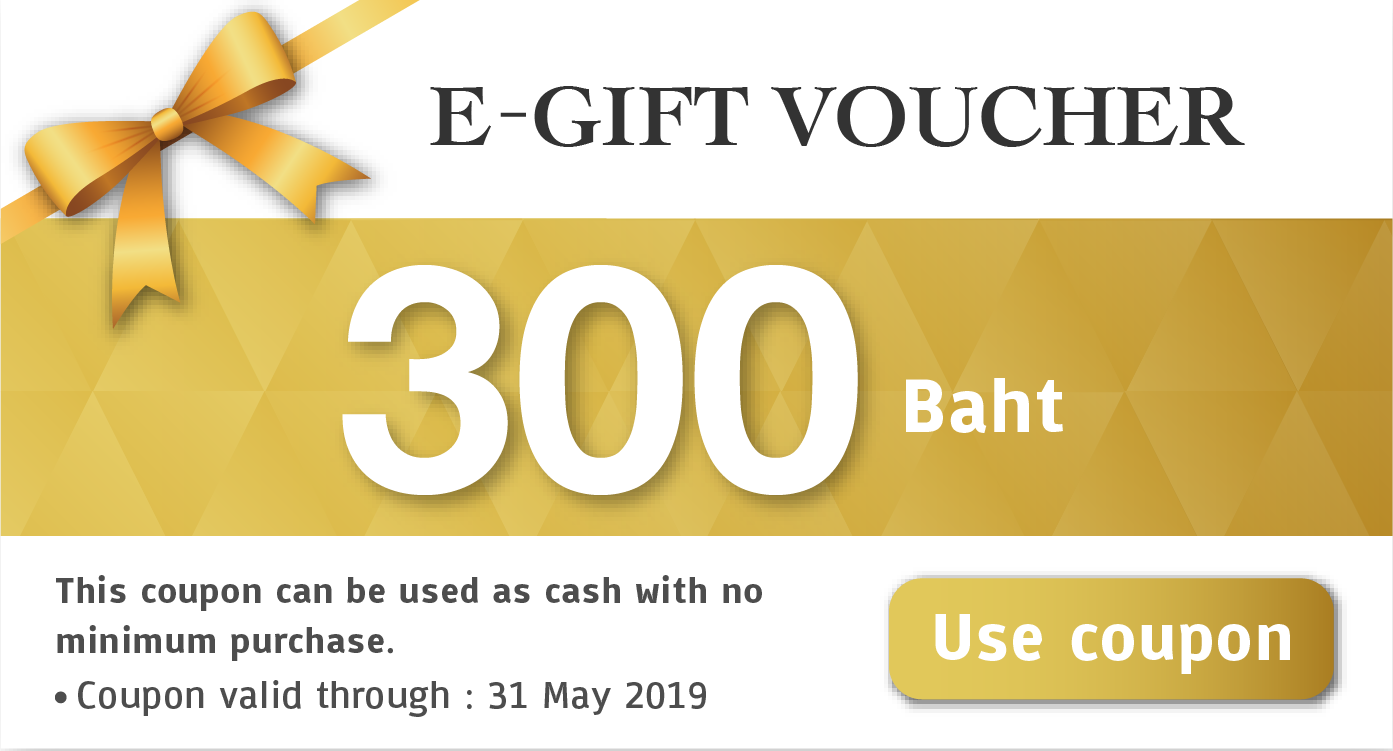 E-GIFT VOUCHER
300 Baht
This coupon can be used as cash with no
minimum purchase.
• Coupon valid through : 31 May 2019
Use coupon